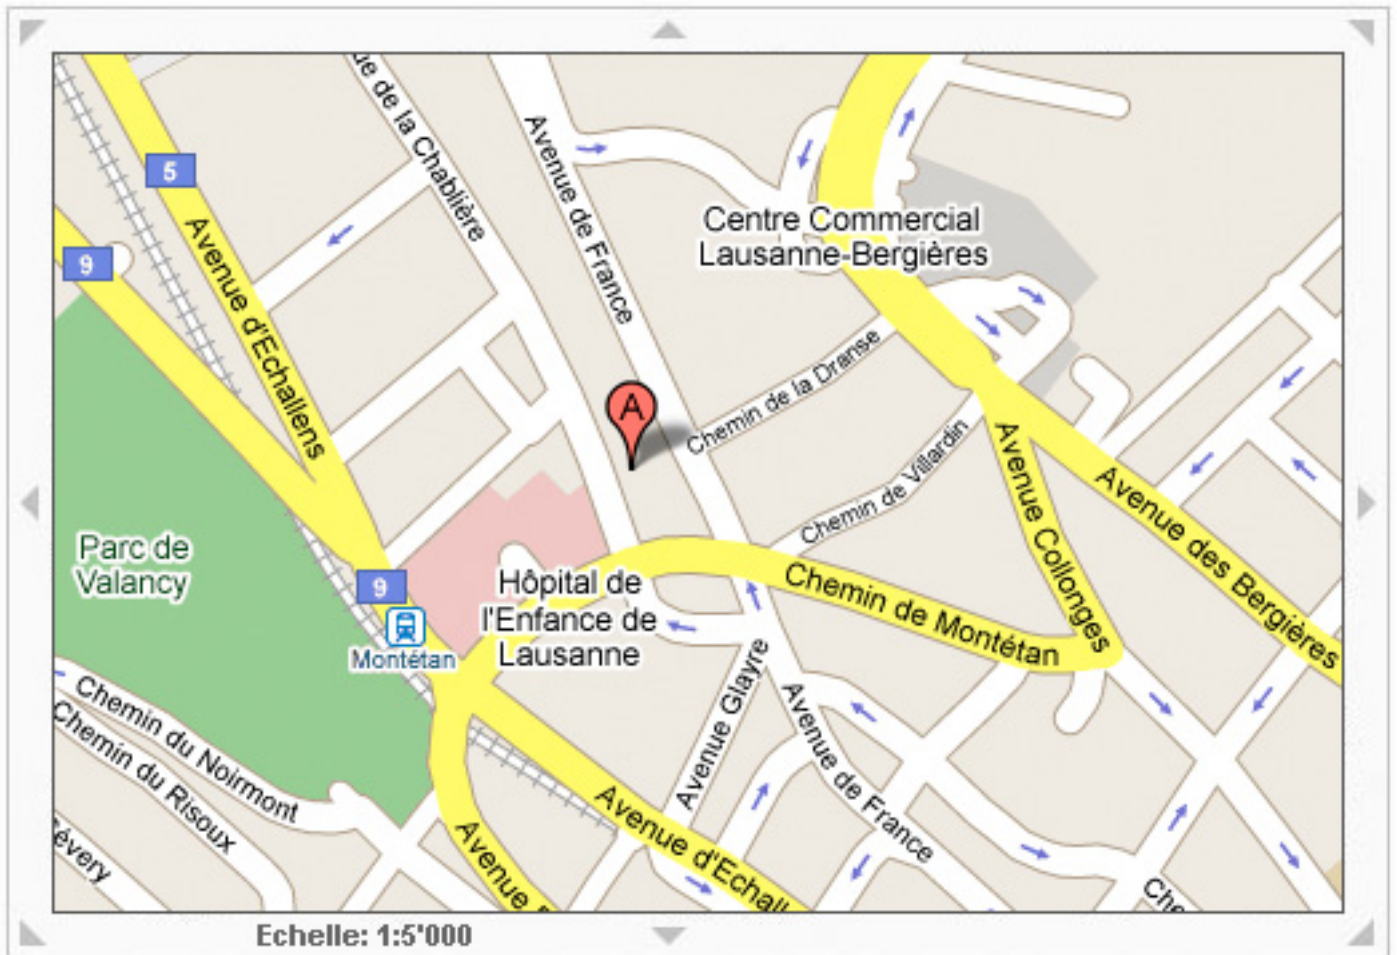 ue de la Chablière
Avenue de France
5
Avenue d'Echallens
9
Centre Commercial
Lausanne-Bergières
Chemin de la Dranse
A
Chemin de Villardin
Avenue Collonges
Avenue des Bergières
Parc de
Valancy
9
Montétan
Hôpital de
l'Enfance de
Lausanne
Chemin de Montétan
Avenue Glayre
Avenue de France
Chemin du Noirmont
Chemin du Risoux
évery
Avenue
Avenue d'Echall
Che
Echelle: 1:5'000